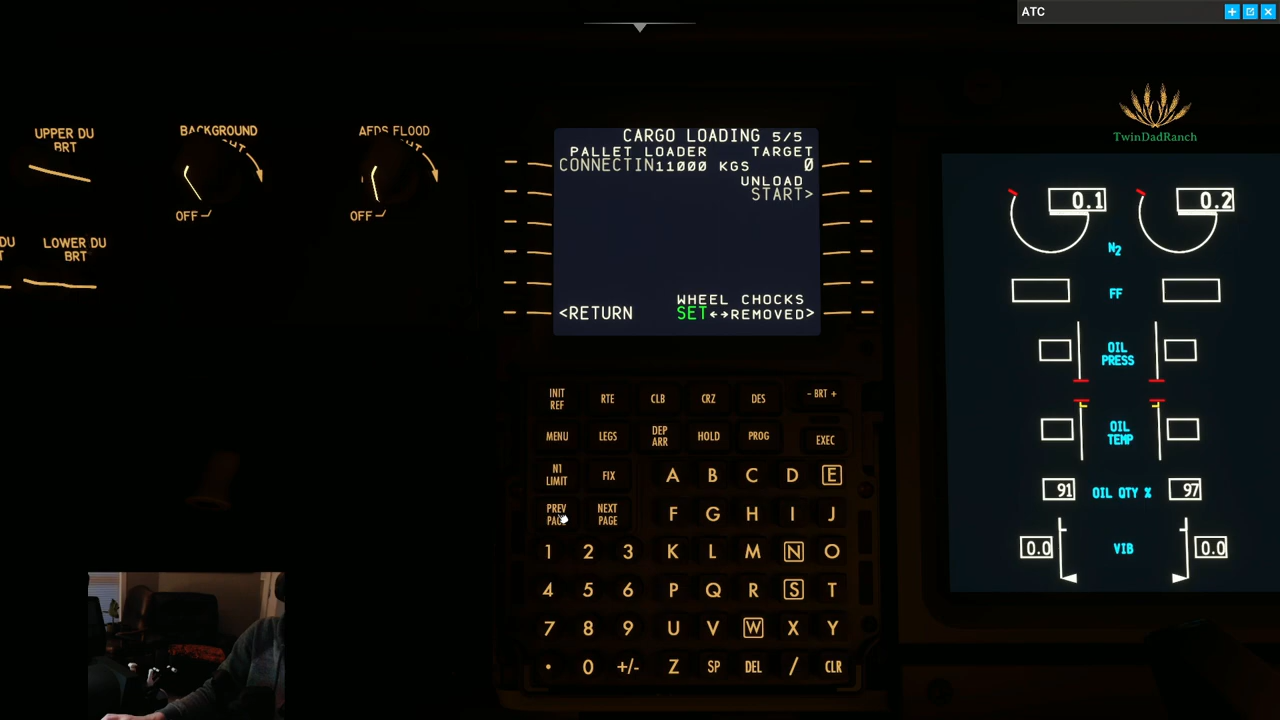 ATC
TwinDadRanch
UPPER DU
BRT
BACKGROUND
OFF
AFDS FLOOD
OFF
DU
LOWER DU
BRT
CARGO LOADING 5/5
PALLET LOADER TARGET
CONNECTIN11000 KGS 0
UNLOAD
START>
WHEEL CHOCKS
<RETURN SET←→REMOVED>
INIT
REF
RTE
CLB
CRZ
DES
- BRT +
MENU
LEGS
DEP
ARR
HOLD
PROG
EXEC
N1
LIMIT
FIX
A B C D E
PREV
PAGE
NEXT
PAGE
F G H I J
1 2 3 K L M N O
4 5 6 P Q R S T
7 8 9 U V W X Y
. 0 +/- Z SP DEL / CLR
0.1 0.2
N2
FF
OIL
PRESS
OIL
TEMP
91 OIL QTY % 97
0.0 VIB 0.0